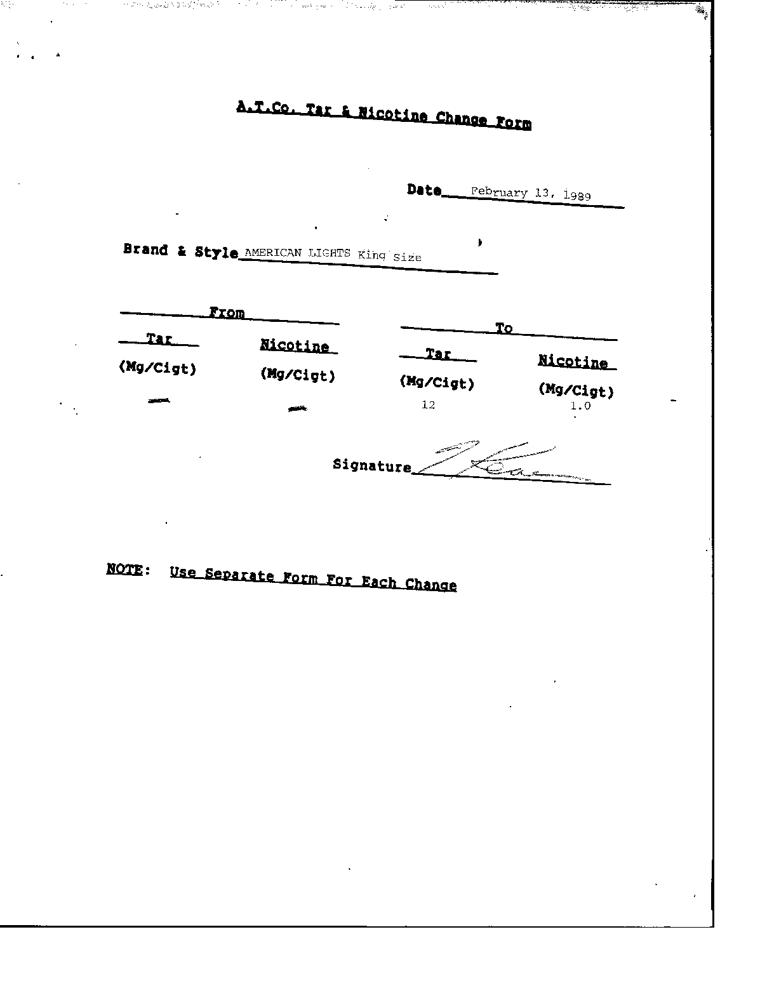 A.T.Co. Tar & Nicotine Change Form
Date February 13, 1989
Brand & Style AMERICAN LIGHTS King Size
From To
Tar Nicotine Tar Nicotine
(Mg/Cigt) (Mg/Cigt) (Mg/Cigt) (Mg/Cigt)
— — 12 1.0
Signature
NOTE: Use Separate Form For Each Change